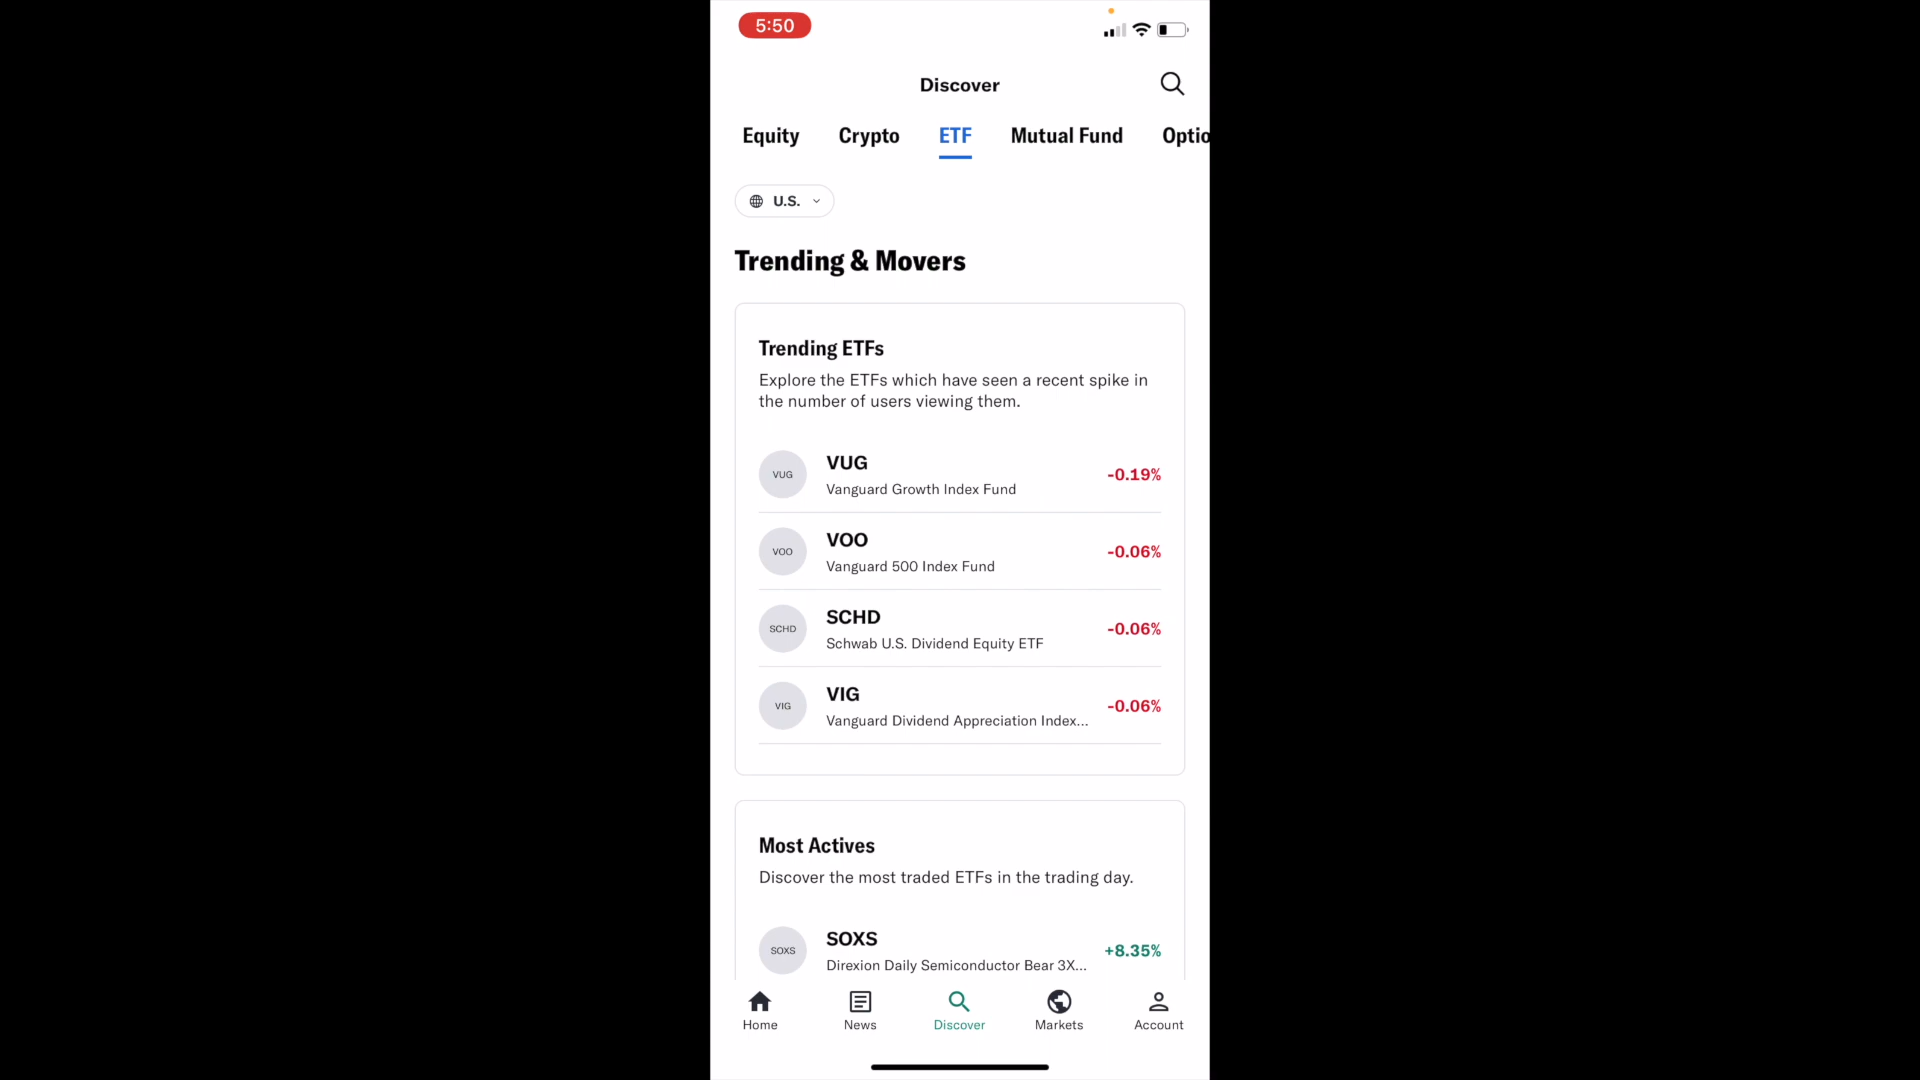 5:50
Discover
Equity Crypto ETF Mutual Fund Optio
U.S.
Trending & Movers
Trending ETFs
Explore the ETFs which have seen a recent spike in
the number of users viewing them.
VUG
VUG
-0.19%
Vanguard Growth Index Fund
VOO
VOO
-0.06%
Vanguard 500 Index Fund
SCHD
SCHD
-0.06%
Schwab U.S. Dividend Equity ETF
VIG
VIG
-0.06%
Vanguard Dividend Appreciation Index...
Most Actives
Discover the most traded ETFs in the trading day.
SOXS
SOXS
+8.35%
Direxion Daily Semiconductor Bear 3X...
Home News Discover Markets Account